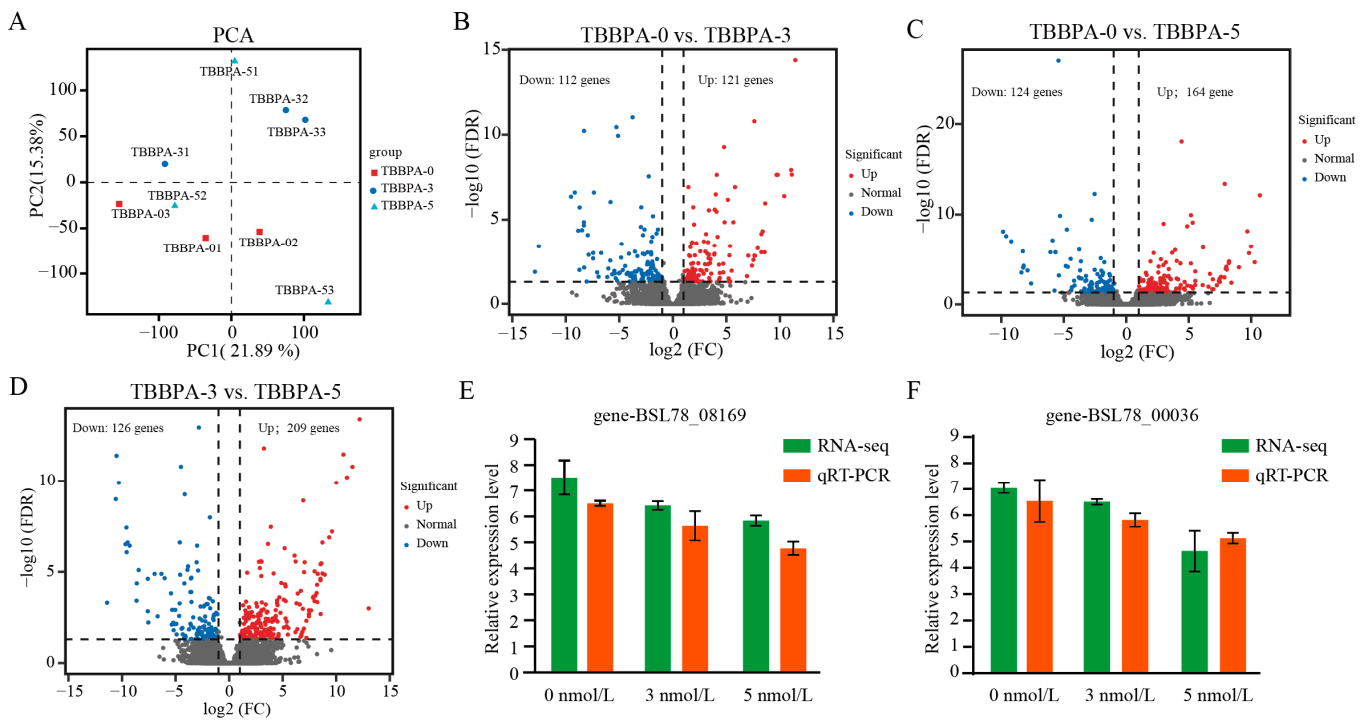 A
PCA
PC2(15.38%)
100
50
0
−50
−100
TBBPA-51
TBBPA-32
TBBPA-33
TBBPA-31
TBBPA-52
TBBPA-03
TBBPA-01
TBBPA-02
TBBPA-53
−100
0
100
PC1( 21.89 %)
group
TBBPA-0
TBBPA-3
TBBPA-5
B
TBBPA-0 vs. TBBPA-3
Down: 112 genes
Up: 121 genes
−log10 (FDR)
15
10
5
0
−15
−10
−5
0
5
10
15
log2 (FC)
Significant
Up
Normal
Down
C
TBBPA-0 vs. TBBPA-5
Down: 124 genes
Up; 164 gene
−log10 (FDR)
20
10
0
−10
−5
0
5
10
log2 (FC)
Significant
Up
Normal
Down
D
TBBPA-3 vs. TBBPA-5
Down: 126 genes
Up; 209 genes
−log10 (FDR)
10
5
0
−15
−10
−5
0
5
10
15
log2 (FC)
Significant
Up
Normal
Down
E
gene-BSL78_08169
Relative expression level
9
8
7
6
5
4
3
2
1
0
RNA-seq
qRT-PCR
0 nmol/L
3 nmol/L
5 nmol/L
F
gene-BSL78_00036
Relative expression level
9
8
7
6
5
4
3
2
1
0
RNA-seq
qRT-PCR
0 nmol/L
3 nmol/L
5 nmol/L